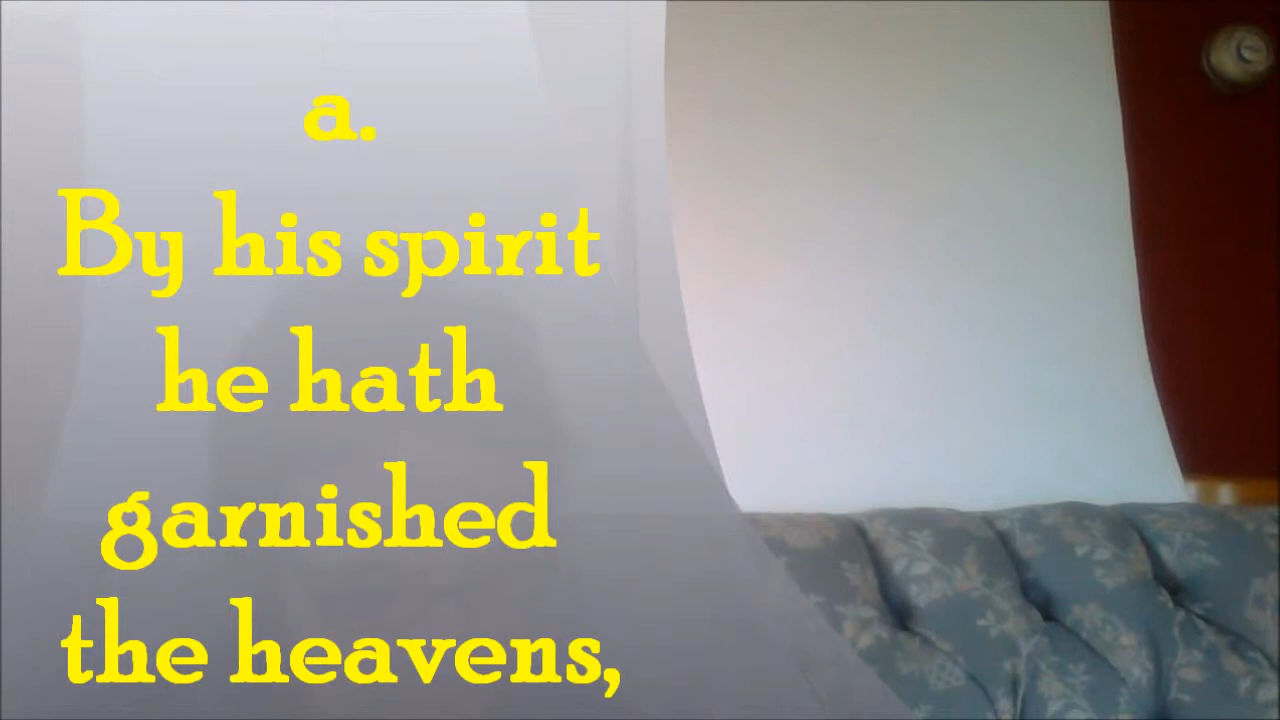 a.
By his spirit
he hath
garnished
the heavens,